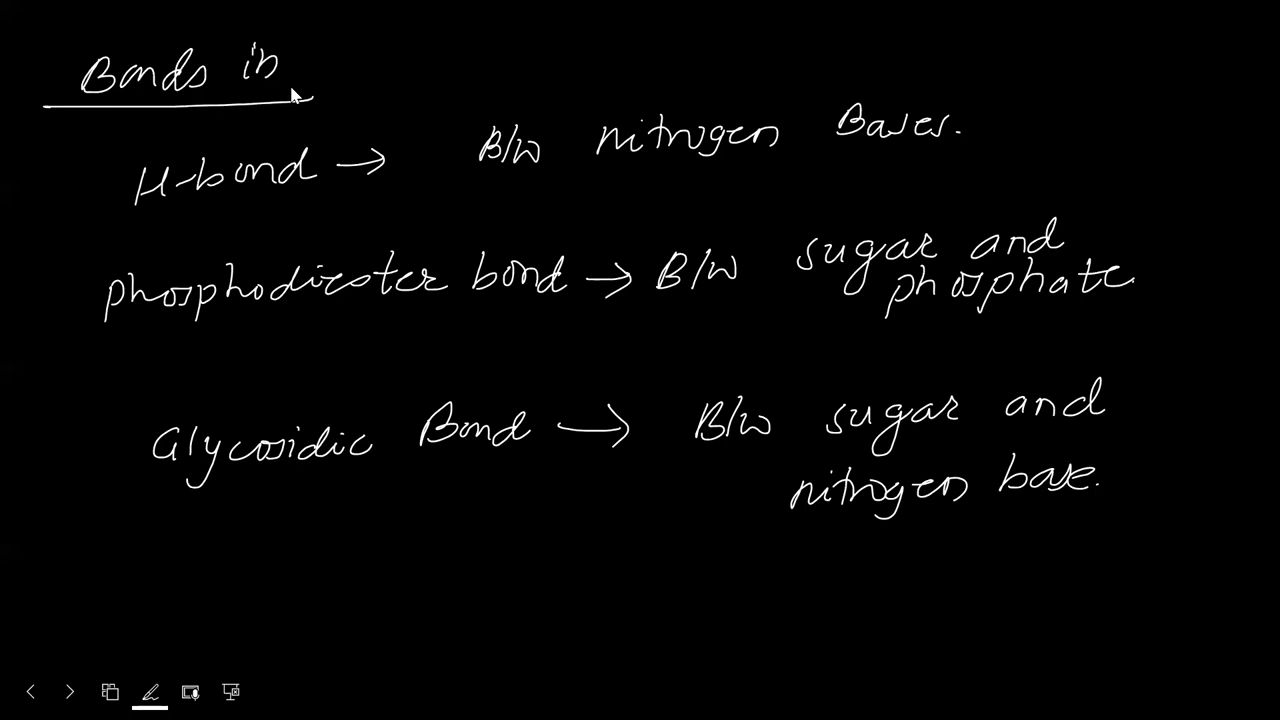 Bonds in
H-bond → B/W nitrogen Bases.
phosphodiester bond → B/W sugar and
phosphate
Glycosidic Bond → B/W sugar and
nitrogen base.